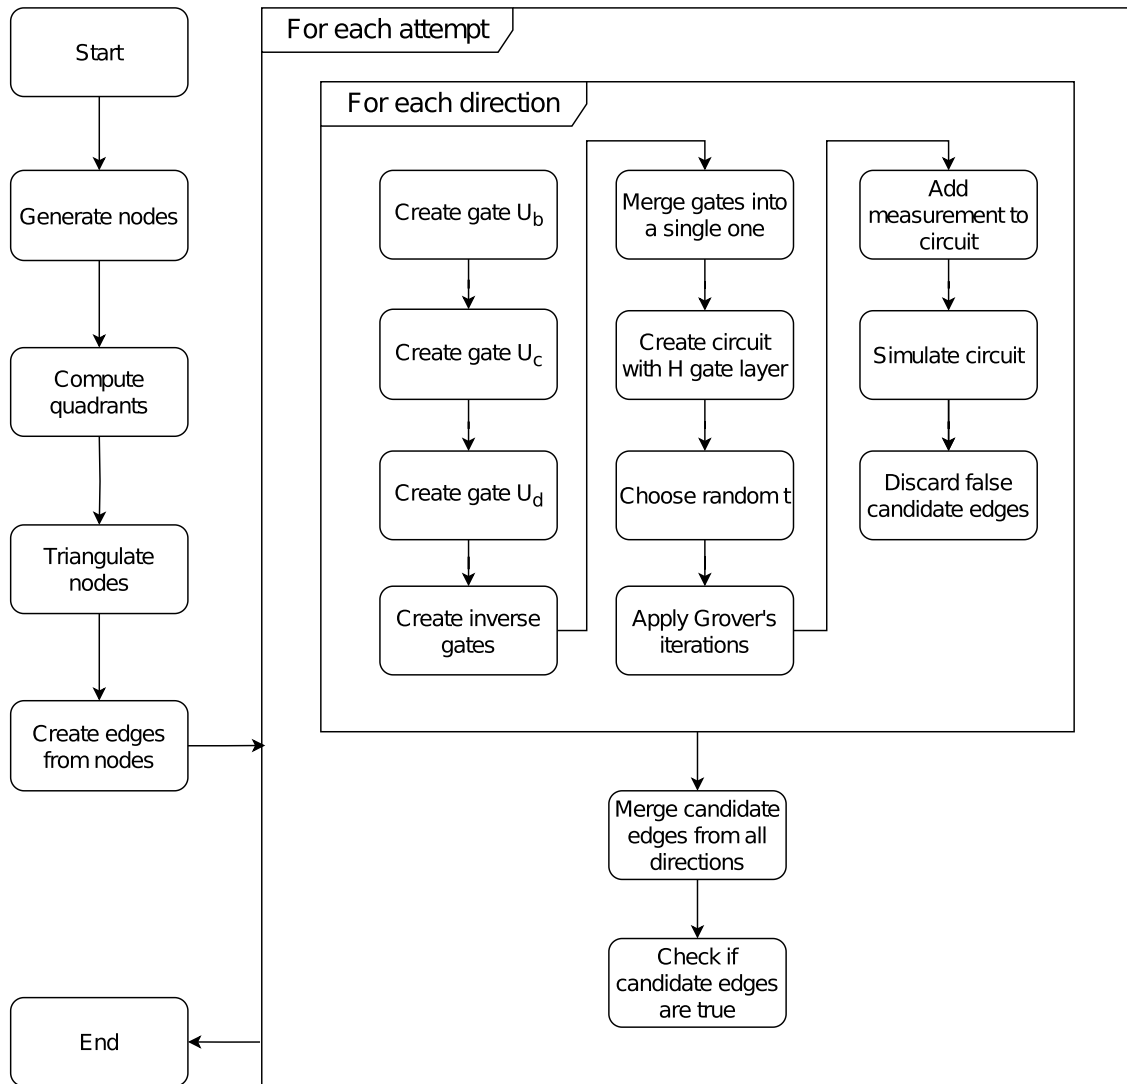 Start
Generate nodes
Compute
quadrants
Triangulate
nodes
Create edges
from nodes
End
For each attempt
For each direction
Create gate U_b
Create gate U_c
Create gate U_d
Create inverse
gates
Merge gates into
a single one
Create circuit
with H gate layer
Choose random t
Apply Grover's
iterations
Add
measurement to
circuit
Simulate circuit
Discard false
candidate edges
Merge candidate
edges from all
directions
Check if
candidate edges
are true